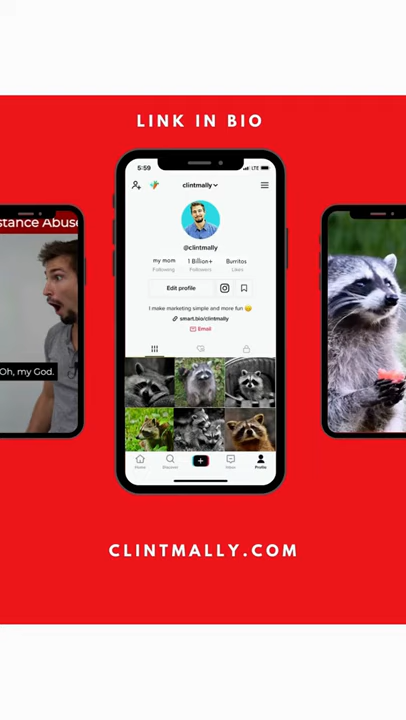 LINK IN BIO
stance Abuse
Oh, my God.
5:59
LTE
clintmally
@clintmally
my mom
Following
1 Billion+
Followers
Burritos
Likes
Edit profile
I make marketing simple and more fun 😏
smart.bio/clintmally
Email
Home
Discover
Inbox
Profile
CLINTMALLY.COM